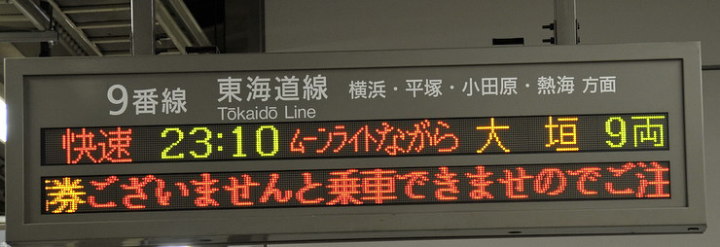 9番線 東海道線 横浜・平塚・小田原・熱海 方面
Tōkaidō Line
快速 23:10 ムーンライトながら 大垣 9両
券ございませんと乗車できませのでご注